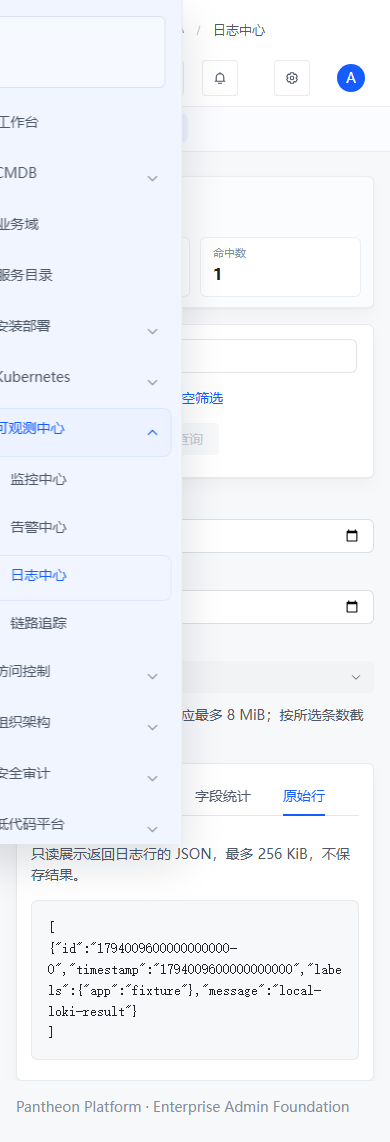 日志中心
A
工作台
CMDB
业务域
服务目录
安装部署
Kubernetes
可观测中心
监控中心
告警中心
日志中心
链路追踪
访问控制
组织架构
安全审计
低代码平台
命中数
1
空筛选
查询
应最多 8 MiB；按所选条数截
字段统计
原始行
只读展示返回日志行的 JSON，最多 256 KiB，不保
存结果。
[
{"id":"1794009600000000000-
0","timestamp":"1794009600000000000","labe
ls":{"app":"fixture"},"message":"local-
loki-result"}
]
Pantheon Platform · Enterprise Admin Foundation